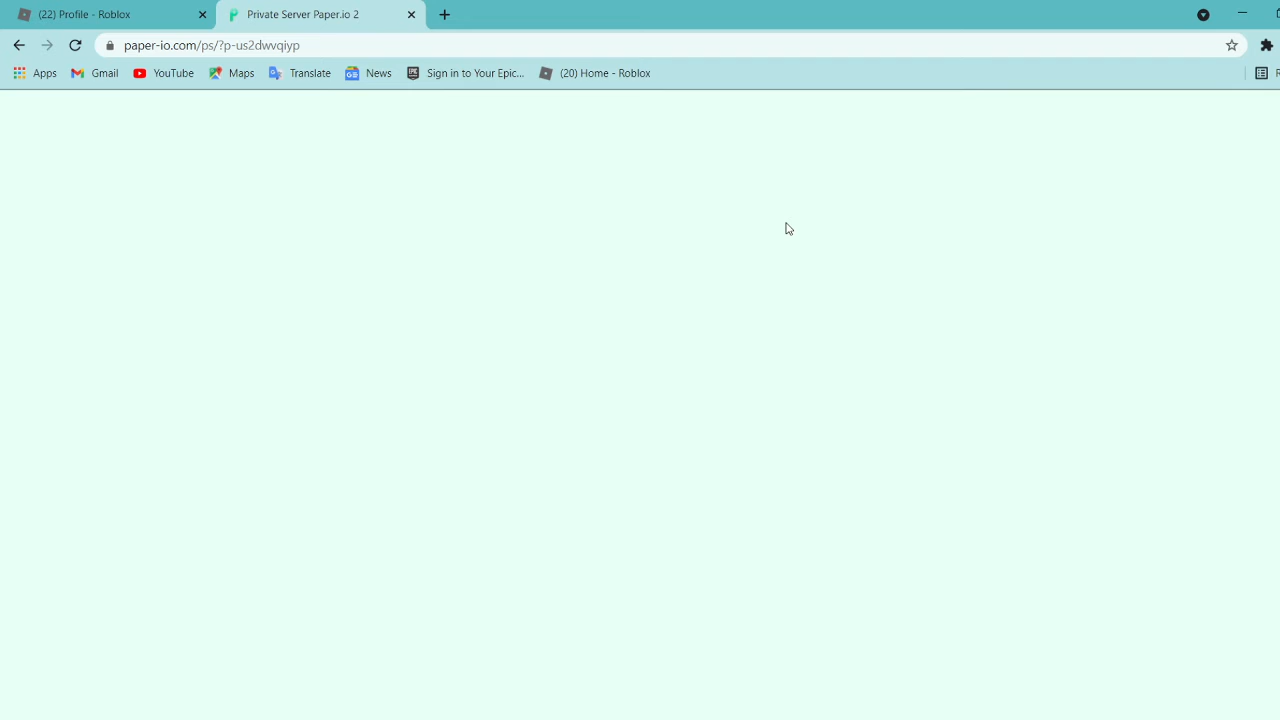 (22) Profile - Roblox
Private Server Paper.io 2
paper-io.com/ps/?p-us2dwvqiyp
Apps
Gmail
YouTube
Maps
Translate
News
EPIC
Sign in to Your Epic...
(20) Home - Roblox
R